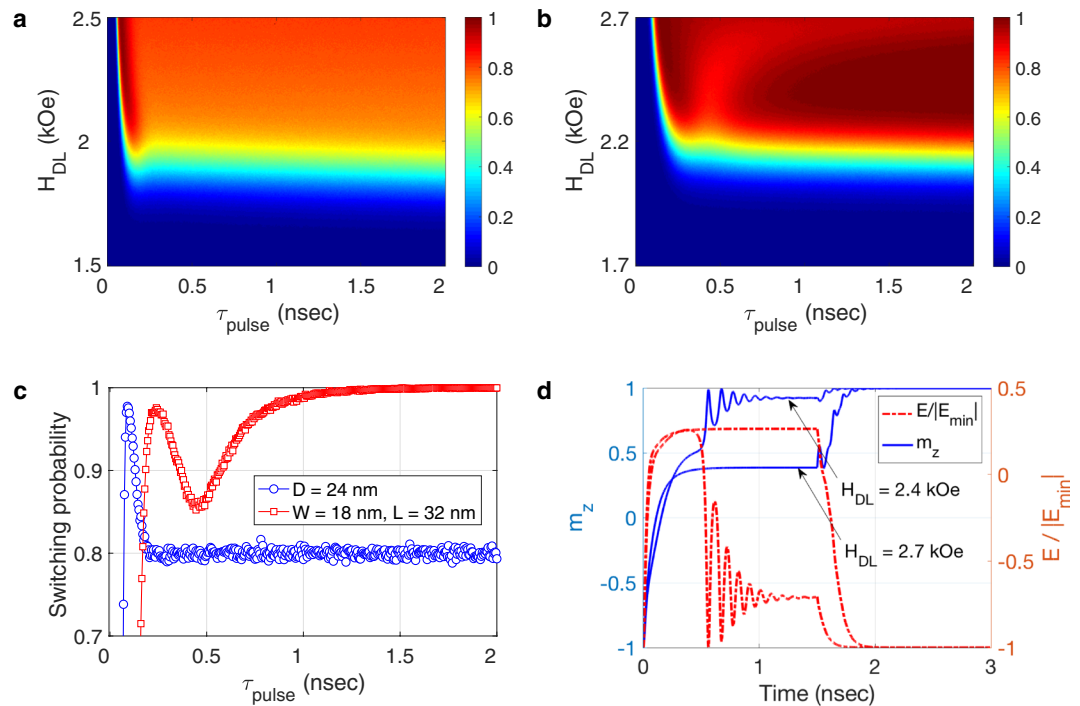 a
2.5
2
1.5
H_DL (kOe)
0
0.5
1
1.5
2
τ_pulse (nsec)
1
0.8
0.6
0.4
0.2
0
b
2.7
2.2
1.7
H_DL (kOe)
0
0.5
1
1.5
2
τ_pulse (nsec)
1
0.8
0.6
0.4
0.2
0
c
1
0.9
0.8
0.7
Switching probability
D = 24 nm
W = 18 nm, L = 32 nm
0
0.5
1
1.5
2
τ_pulse (nsec)
d
1
0.5
0
-0.5
-1
m_z
E/|E_min|
m_z
H_DL = 2.4 kOe
H_DL = 2.7 kOe
0.5
0
-0.5
-1
E / |E_min|
0
1
2
3
Time (nsec)